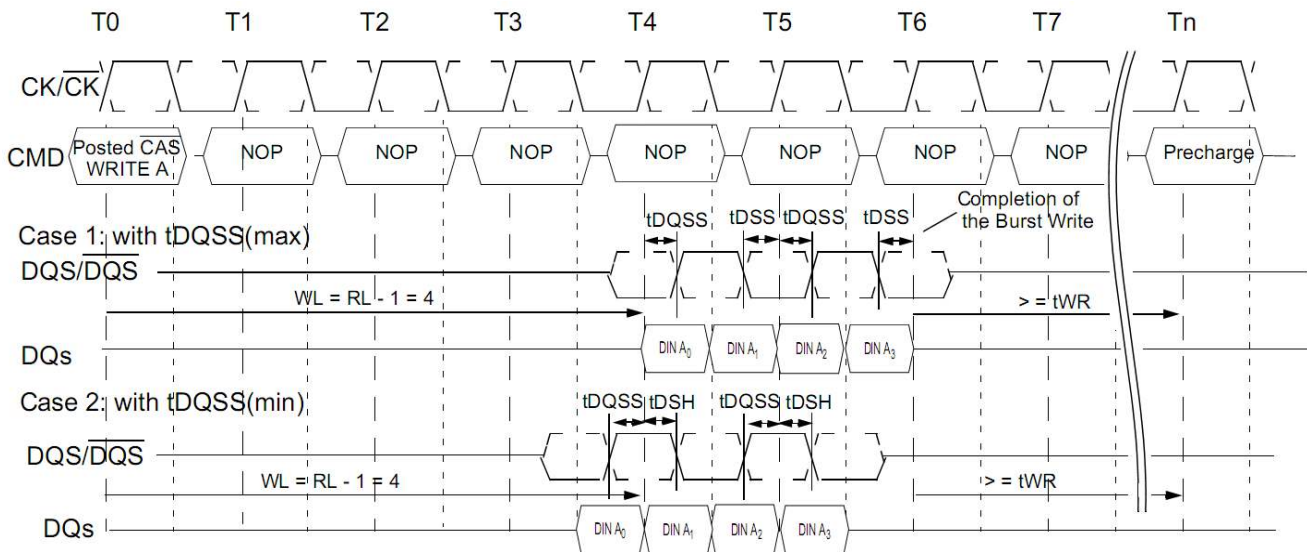 T0 T1 T2 T3 T4 T5 T6 T7 Tn
CK/CK
CMD Posted CAS WRITE A NOP NOP NOP NOP NOP NOP NOP Precharge
Completion of the Burst Write
tDQSS tDSS tDQSS tDSS
Case 1: with tDQSS(max)
DQS/DQS
WL = RL - 1 = 4 > = tWR
DQs DIN A0 DIN A1 DIN A2 DIN A3
Case 2: with tDQSS(min)
tDQSS tDSH tDQSS tDSH
DQS/DQS
WL = RL - 1 = 4 > = tWR
DQs DIN A0 DIN A1 DIN A2 DIN A3